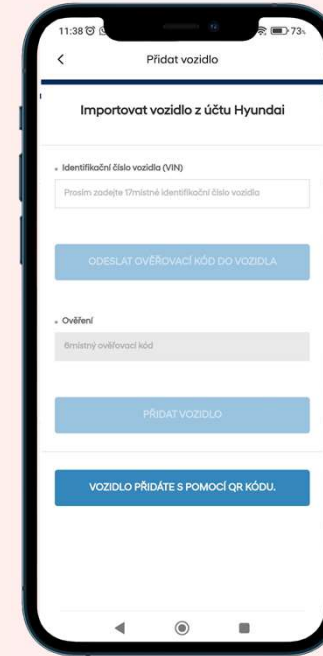 11:38
73%
Přidat vozidlo
Importovat vozidlo z účtu Hyundai
Identifikační číslo vozidla (VIN)
Prosím zadejte 17místné identifikační číslo vozidla
ODESLAT OVĚŘOVACÍ KÓD DO VOZIDLA
Ověření
6místný ověřovací kód
PŘIDAT VOZIDLO
VOZIDLO PŘIDÁTE S POMOCÍ QR KÓDU.